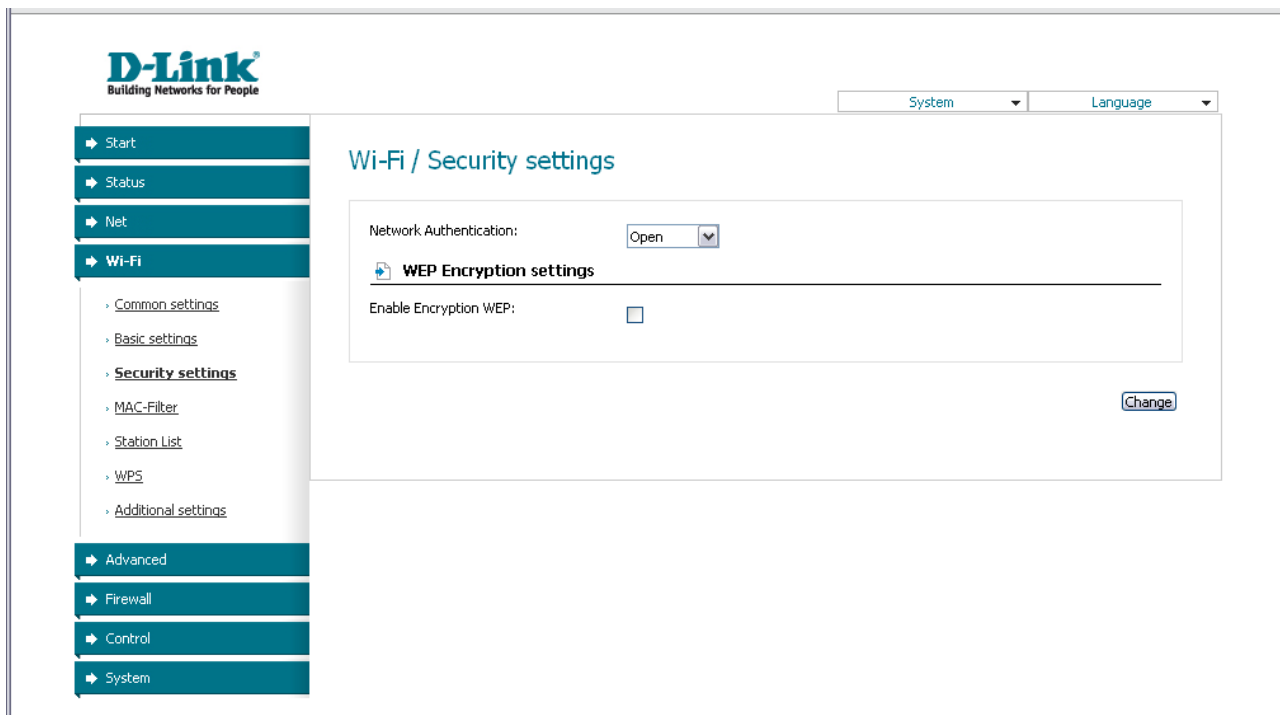 D-Link
Building Networks for People
System
Language
Start
Status
Net
Wi-Fi
Common settings
Basic settings
Security settings
MAC-Filter
Station List
WPS
Additional settings
Advanced
Firewall
Control
System
Wi-Fi / Security settings
Network Authentication:
Open
WEP Encryption settings
Enable Encryption WEP:
Change